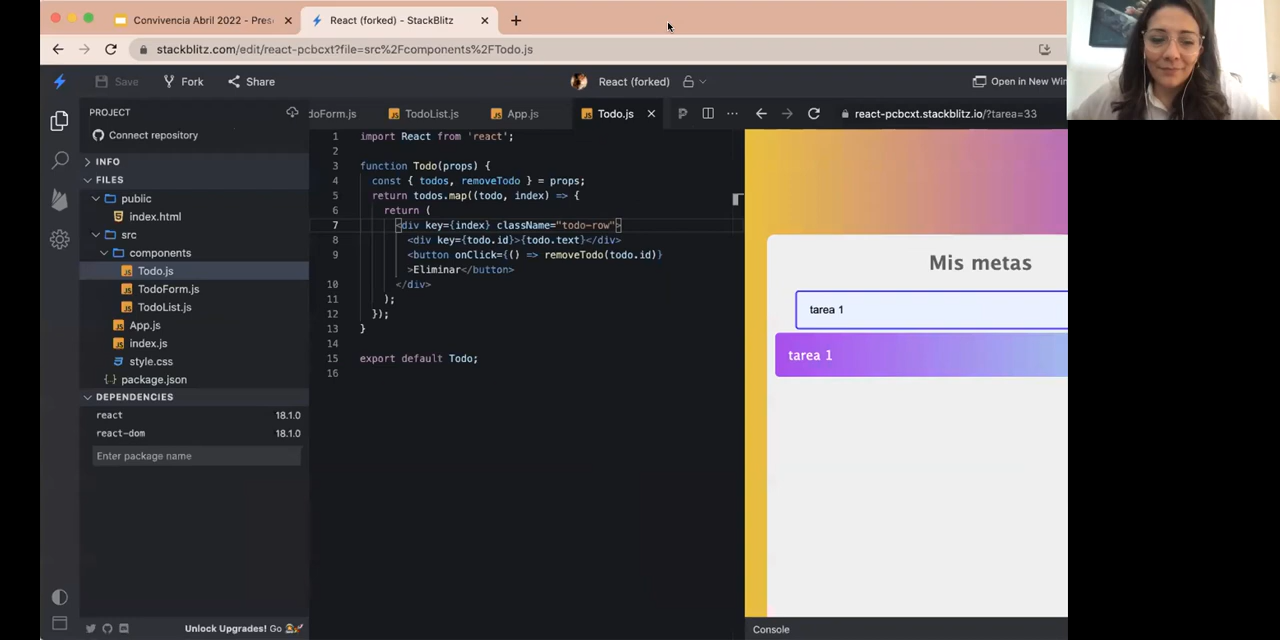 Convivencia Abril 2022 - Pres
React (forked) - StackBlitz
stackblitz.com/edit/react-pcbcxt?file=src%2Fcomponents%2FTodo.js
Save
Fork
Share
React (forked)
Open in New Win
PROJECT
Connect repository
INFO
FILES
public
index.html
src
components
Todo.js
TodoForm.js
TodoList.js
App.js
index.js
style.css
package.json
DEPENDENCIES
react 18.1.0
react-dom 18.1.0
Enter package name
Unlock Upgrades! Go
doForm.js
TodoList.js
App.js
Todo.js
1 import React from 'react';
2
3 function Todo(props) {
4 const { todos, removeTodo } = props;
5 return todos.map((todo, index) => {
6 return (
7 <div key={index} className="todo-row">
8 <div key={todo.id}>{todo.text}</div>
9 <button onClick={() => removeTodo(todo.id)}
>Eliminar</button>
10 </div>
11 );
12 });
13 }
14
15 export default Todo;
16
react-pcbcxt.stackblitz.io/?tarea=33
Mis metas
tarea 1
tarea 1
Console